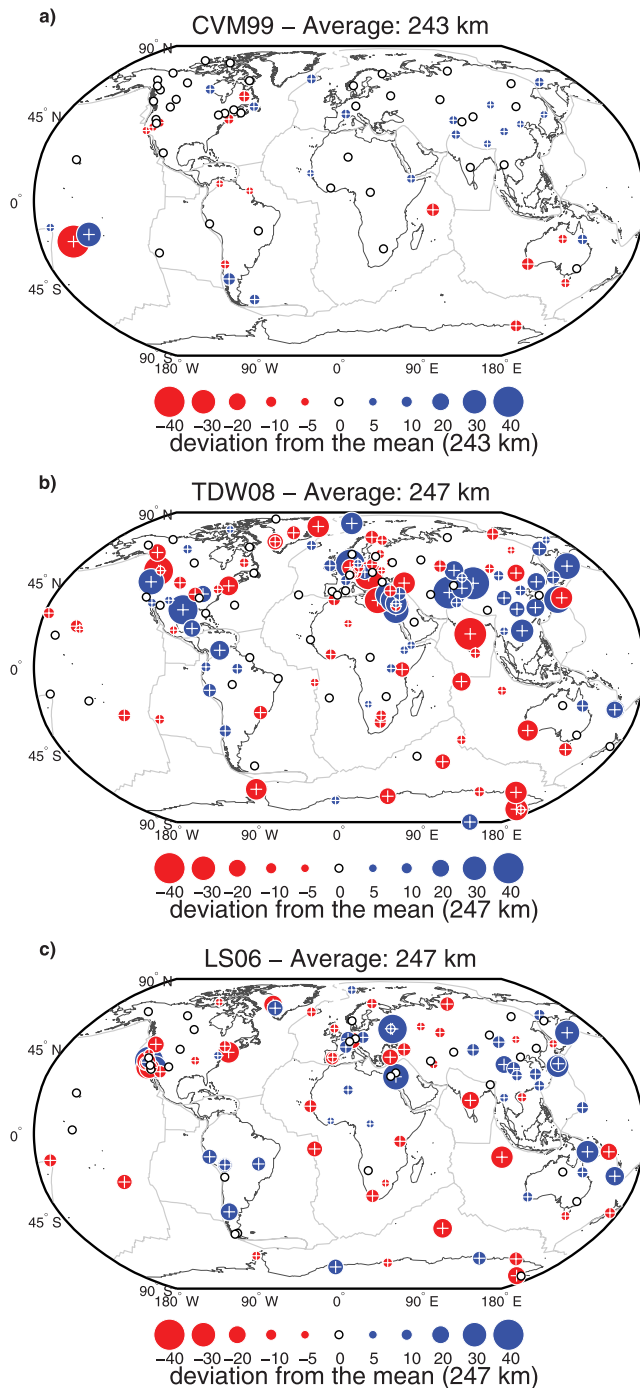 a)
CVM99 – Average: 243 km
90° N
45° N
0°
45° S
90° S
180° W 90° W 0° 90° E 180° E
−40 −30 −20 −10 −5 0 5 10 20 30 40
deviation from the mean (243 km)
b)
TDW08 – Average: 247 km
90° N
45° N
0°
45° S
90° S
180° W 90° W 0 90° E 180° E
−40 −30 −20 −10 −5 0 5 10 20 30 40
deviation from the mean (247 km)
c)
LS06 – Average: 247 km
90° N
45° N
0°
45° S
90° S
180° W 90° W 0° 90° E 180° E
−40 −30 −20 −10 −5 0 5 10 20 30 40
deviation from the mean (247 km)